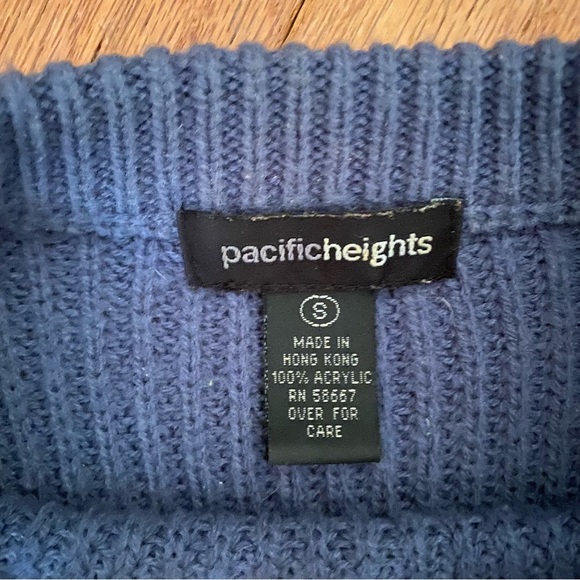 pacificheights
S
MADE IN
HONG KONG
100% ACRYLIC
RN 58667
OVER FOR
CARE